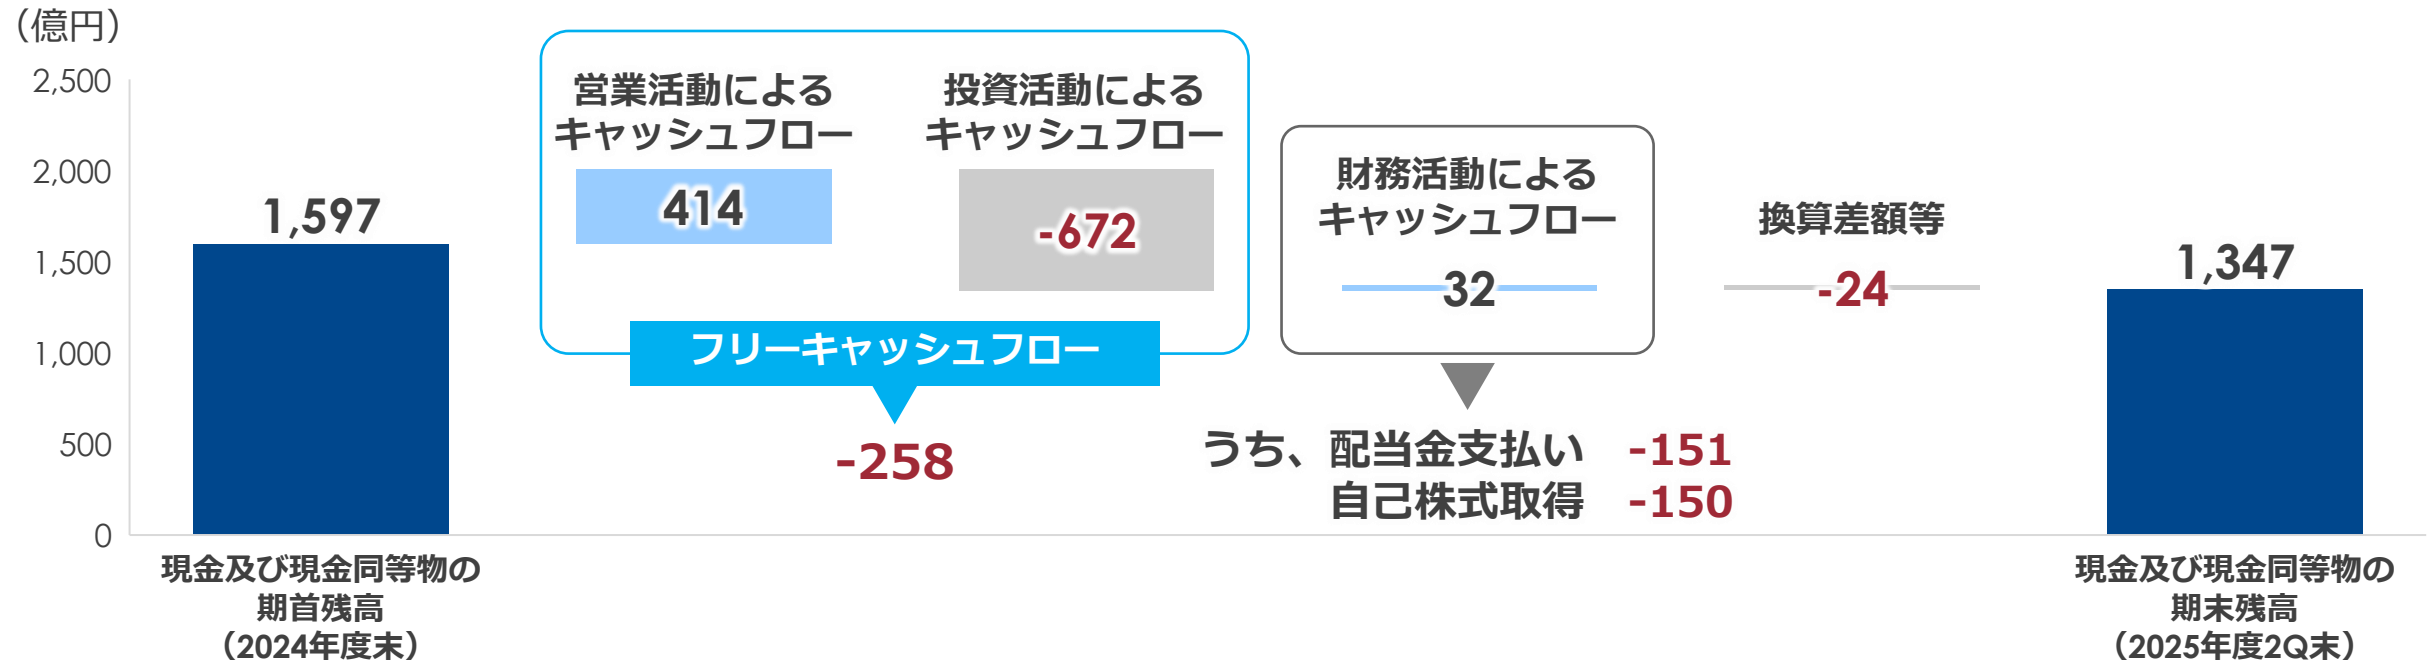 （億円）
2,500
2,000
1,500
1,000
500
0
1,597
現金及び現金同等物の
期首残高
（2024年度末）
営業活動による
キャッシュフロー
414
投資活動による
キャッシュフロー
-672
フリーキャッシュフロー
-258
財務活動による
キャッシュフロー
32
うち、配当金支払い -151
自己株式取得 -150
換算差額等
-24
1,347
現金及び現金同等物の
期末残高
（2025年度2Q末）